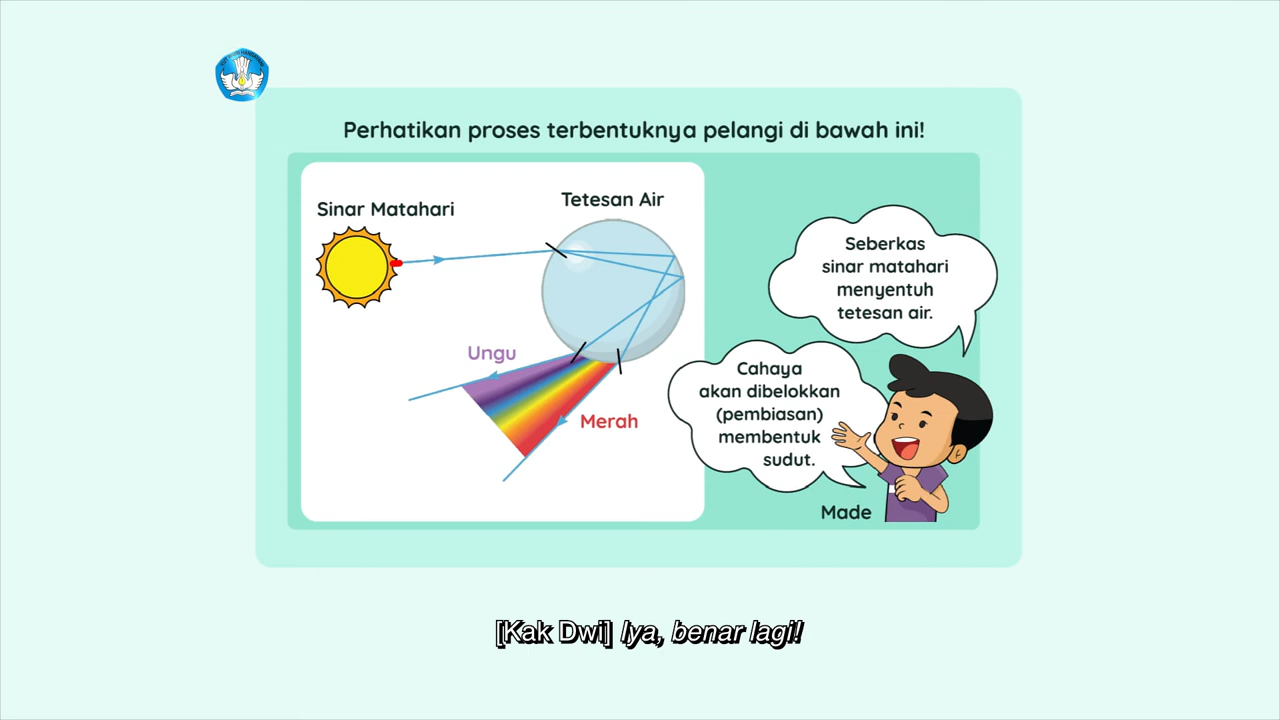 Perhatikan proses terbentuknya pelangi di bawah ini!
Sinar Matahari
Tetesan Air
Ungu
Merah
Seberkas
sinar matahari
menyentuh
tetesan air.
Cahaya
akan dibelokkan
(pembiasan)
membentuk
sudut.
Made
[Kak Dwi] Iya, benar lagi!